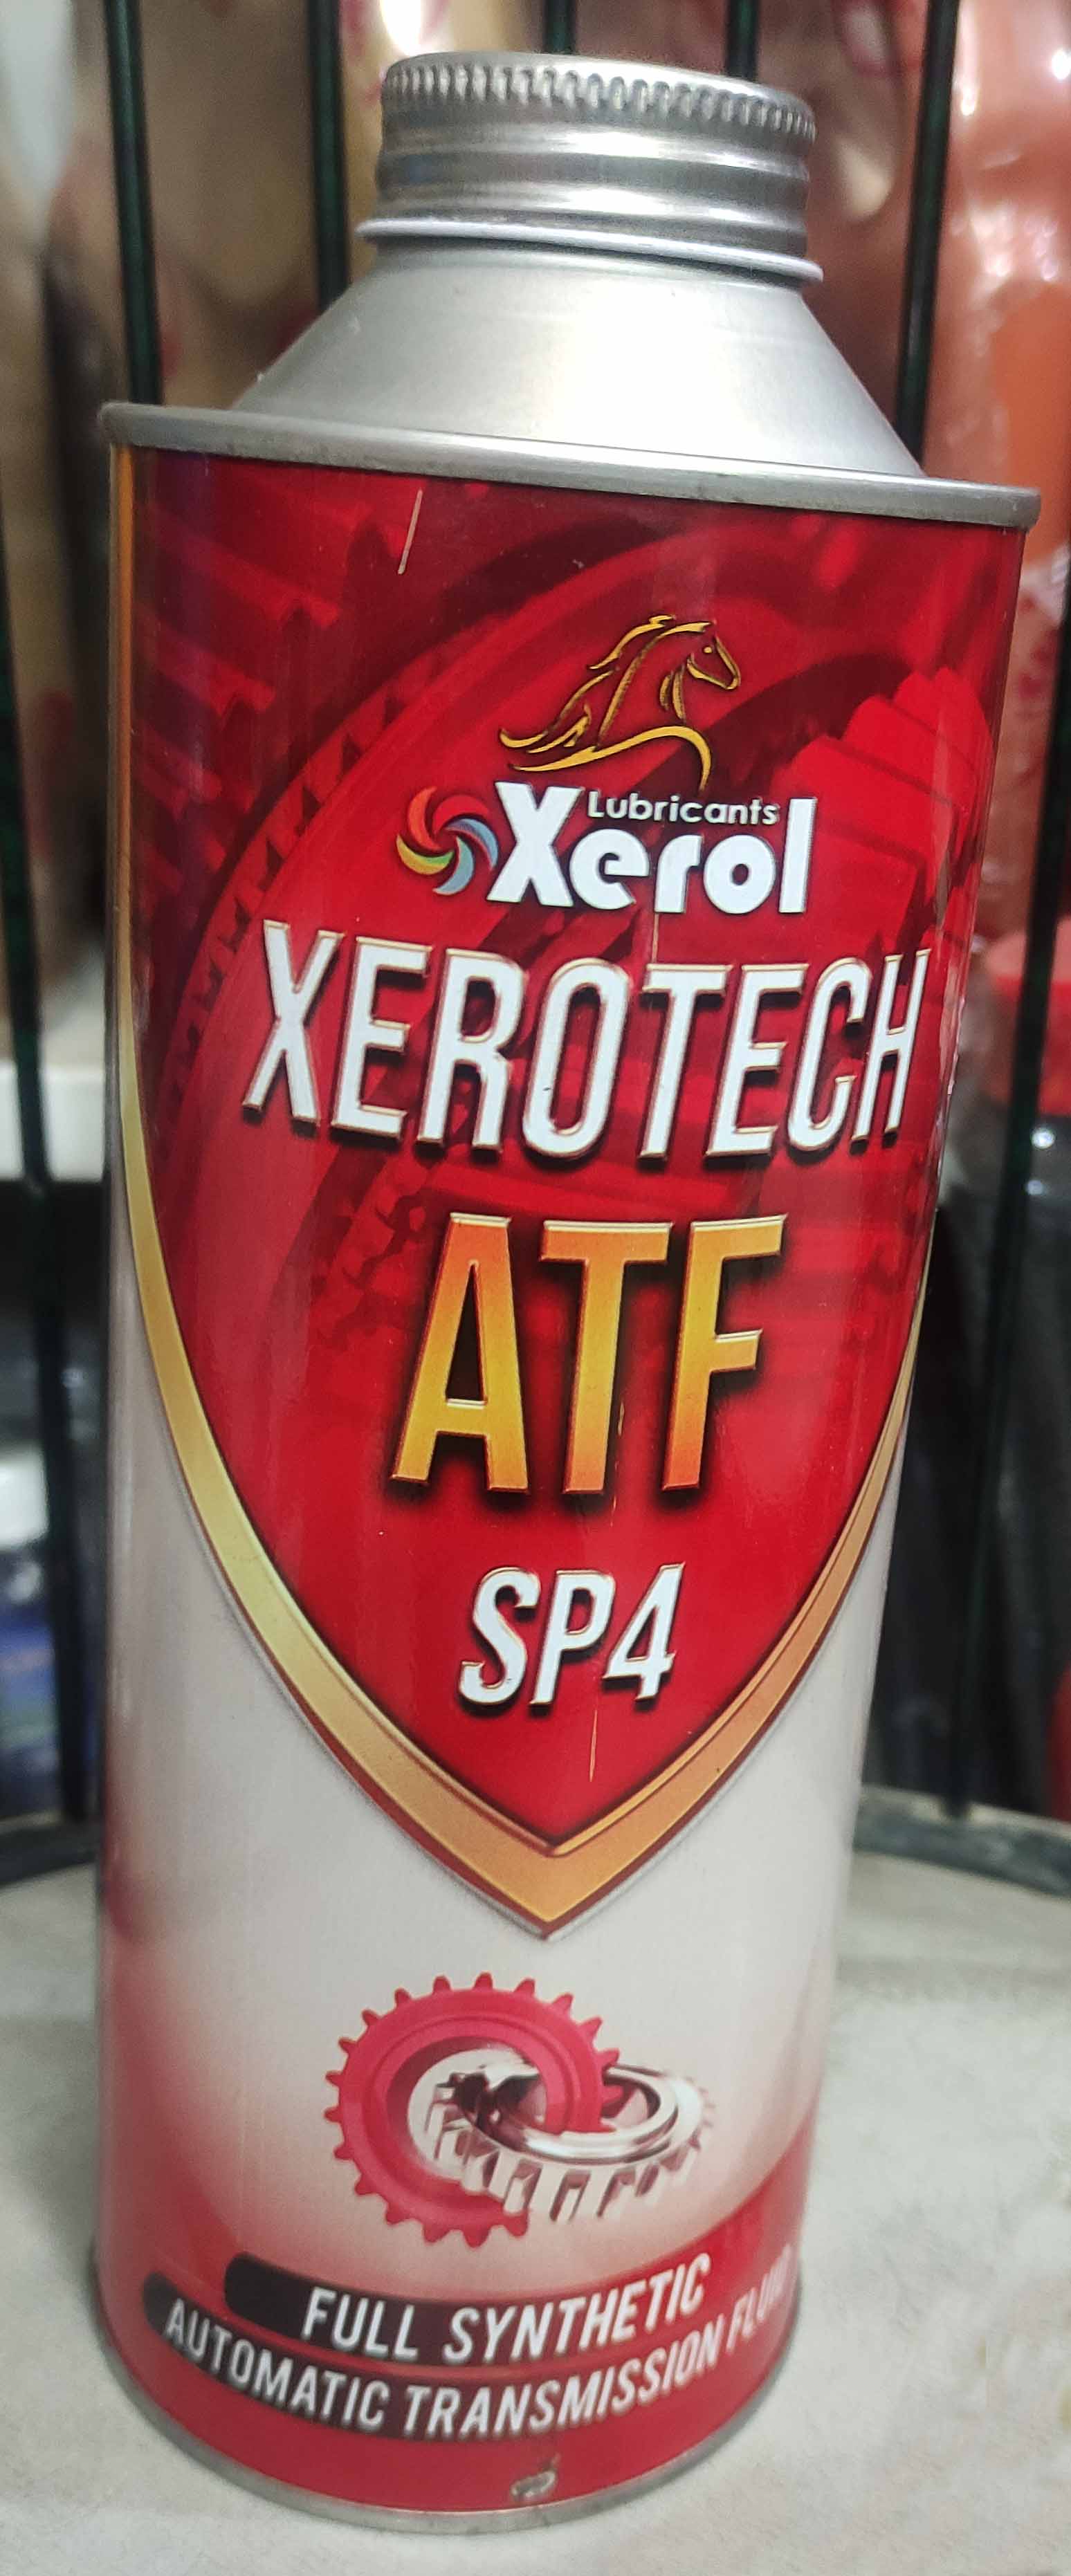 Lubricants
Xerol
XEROTECH
ATF
SP4
FULL SYNTHETIC
AUTOMATIC TRANSMISSION FLUID